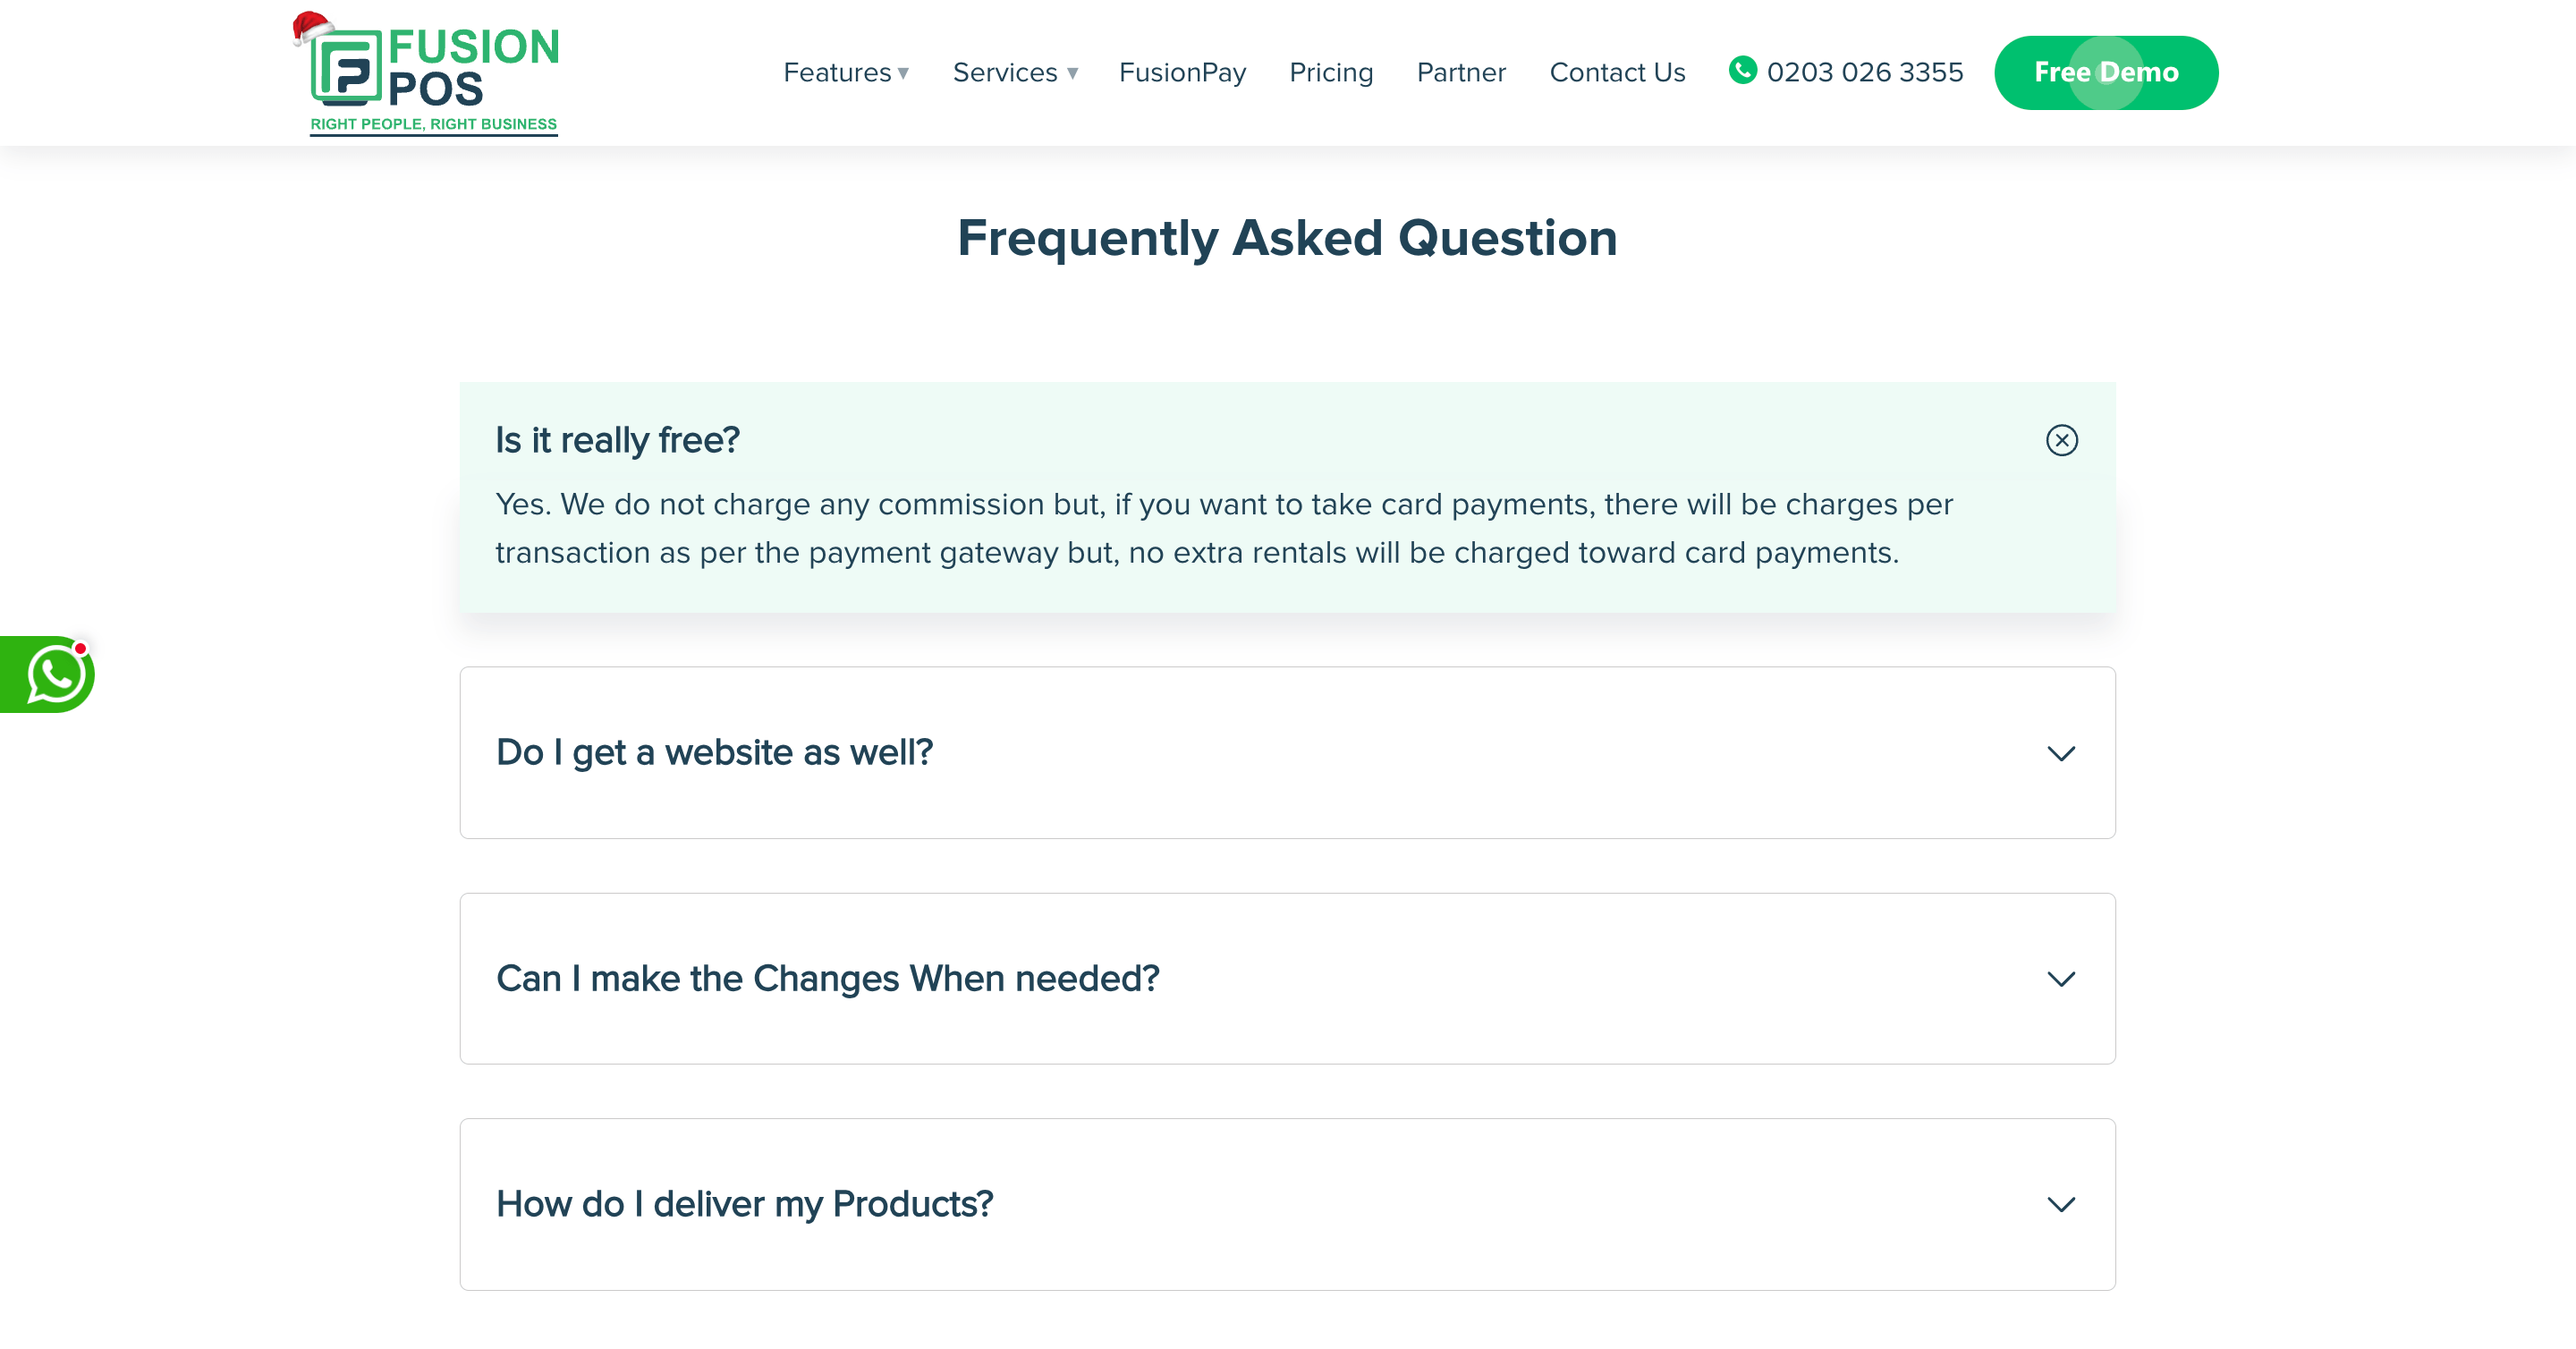 FUSION
POS
RIGHT PEOPLE, RIGHT BUSINESS
Features
Services
FusionPay
Pricing
Partner
Contact Us
0203 026 3355
Free Demo
Frequently Asked Question
Is it really free?
Yes. We do not charge any commission but, if you want to take card payments, there will be charges per
transaction as per the payment gateway but, no extra rentals will be charged toward card payments.
Do I get a website as well?
Can I make the Changes When needed?
How do I deliver my Products?